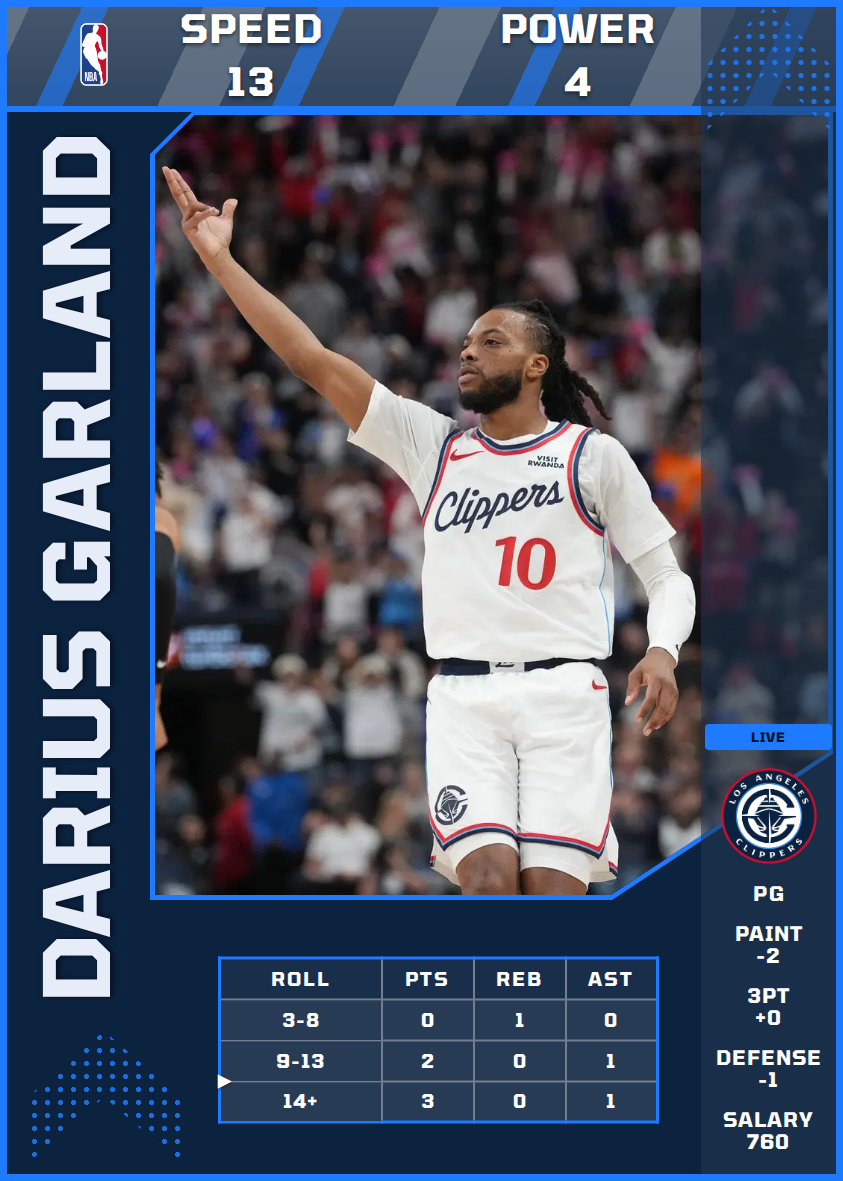 SPEED
13
POWER
4
NBA
DARIUS GARLAND
VISIT
RWANDA
Clippers
10
LIVE
LOS ANGELES
CLIPPERS
PG
PAINT
-2
3PT
+0
DEFENSE
-1
SALARY
760
ROLL PTS REB AST
3-8 0 1 0
9-13 2 0 1
14+ 3 0 1